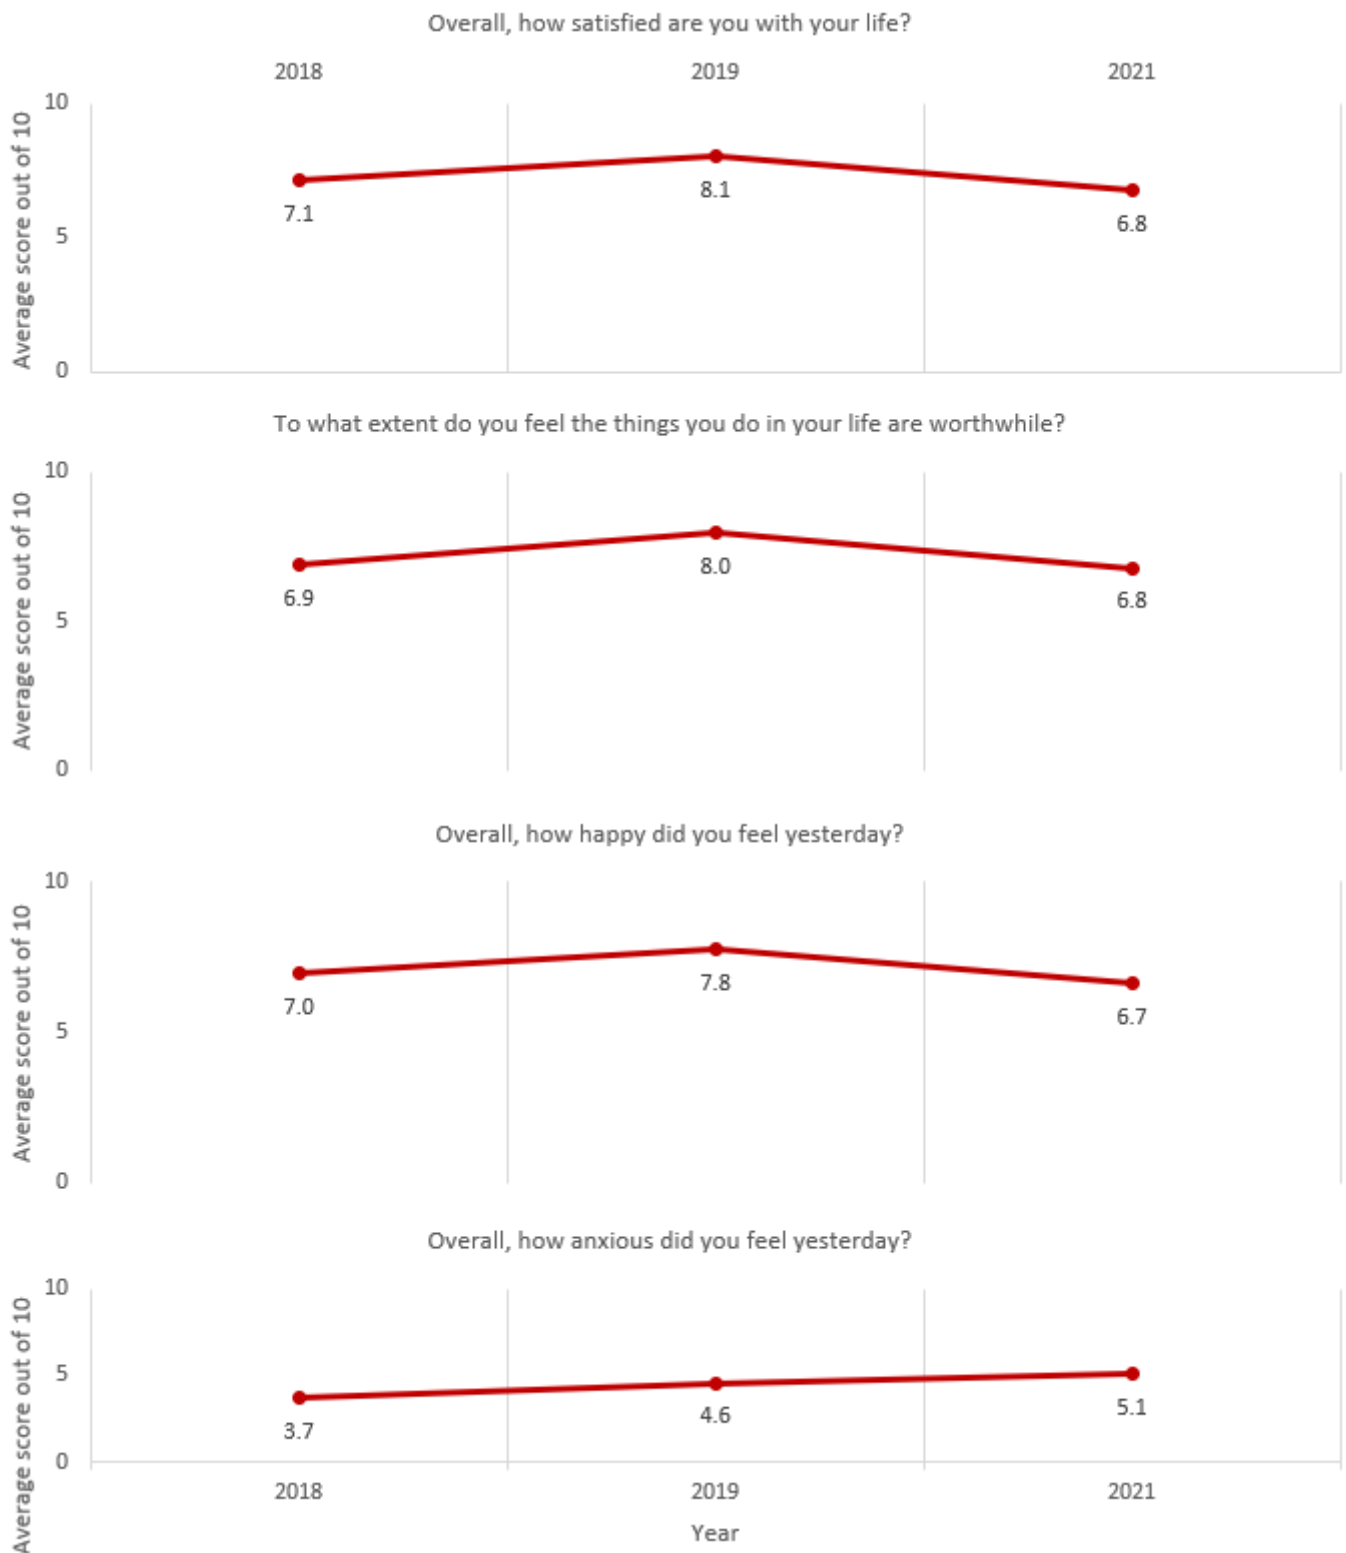 Overall, how satisfied are you with your life?
2018 2019 2021
Average score out of 10
10
5
0
7.1
8.1
6.8
To what extent do you feel the things you do in your life are worthwhile?
Average score out of 10
10
5
0
6.9
8.0
6.8
Overall, how happy did you feel yesterday?
Average score out of 10
10
5
0
7.0
7.8
6.7
Overall, how anxious did you feel yesterday?
Average score out of 10
10
5
0
3.7
4.6
5.1
2018 2019 2021
Year